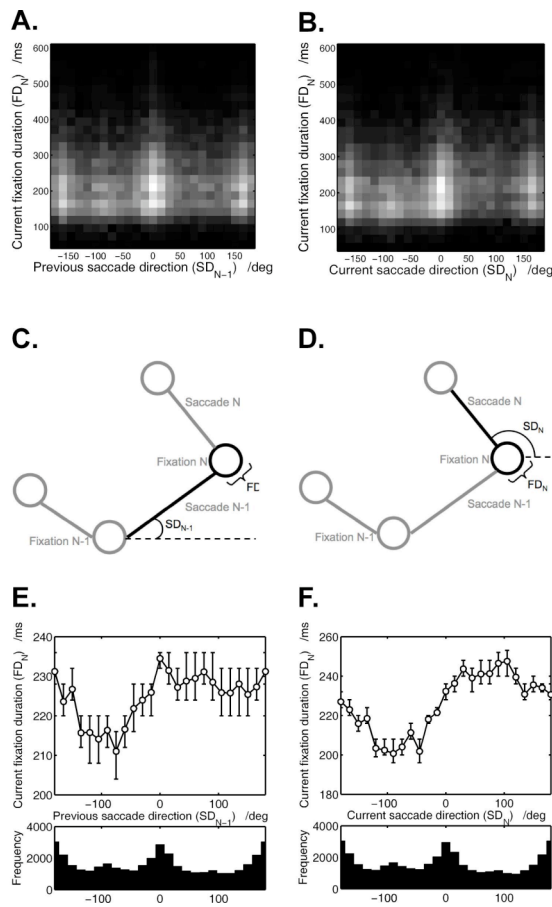 A.
Current fixation duration (FD_N) /ms
600
500
400
300
200
100
−150 −100 −50 0 50 100 150
Previous saccade direction (SD_N-1) /deg
B.
Current fixation duration (FD_N) /ms
600
500
400
300
200
100
−150 −100 −50 0 50 100 150
Current saccade direction (SD_N) /deg
C.
Saccade N
Fixation N
FD
Saccade N-1
SD_N-1
Fixation N-1
D.
Saccade N
SD_N
Fixation N
FD_N
Saccade N-1
Fixation N-1
E.
Current fixation duration (FD_N) /ms
240
230
220
210
200
−100 0 100
Previous saccade direction (SD_N-1) /deg
Frequency
4000
2000
0
−100 0 100
F.
Current fixation duration (FD_N) /ms
260
240
220
200
180
−100 0 100
Current saccade direction (SD_N) /deg
Frequency
4000
2000
0
−100 0 100